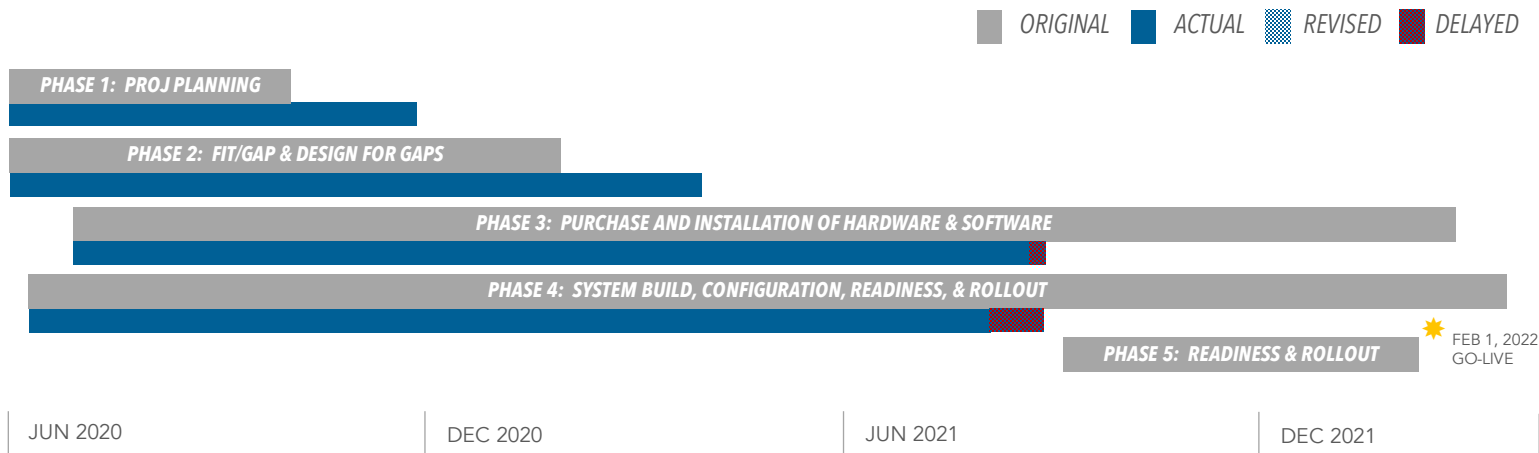 ORIGINAL ACTUAL REVISED DELAYED
PHASE 1: PROJ PLANNING
PHASE 2: FIT/GAP & DESIGN FOR GAPS
PHASE 3: PURCHASE AND INSTALLATION OF HARDWARE & SOFTWARE
PHASE 4: SYSTEM BUILD, CONFIGURATION, READINESS, & ROLLOUT
FEB 1, 2022
GO-LIVE
PHASE 5: READINESS & ROLLOUT
JUN 2020 DEC 2020 JUN 2021 DEC 2021